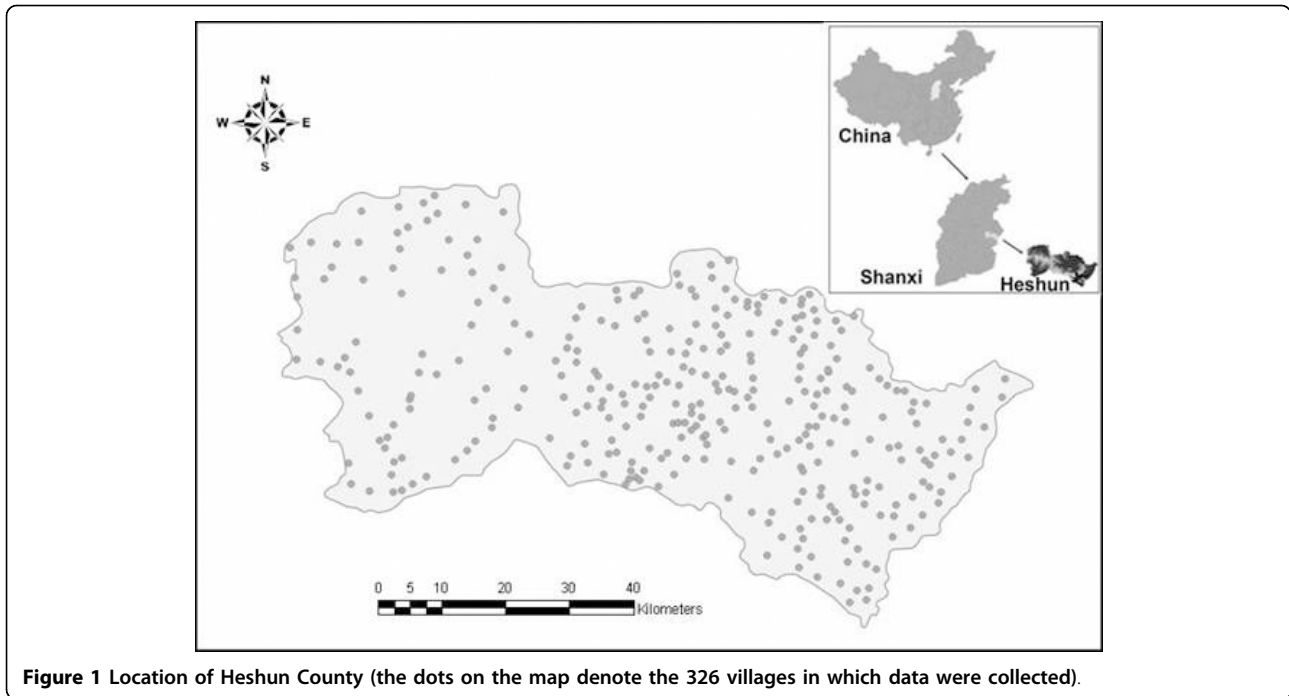 N
W E
S
China
Shanxi
Heshun
0 5 10 20 30 40
Kilometers
Figure 1 Location of Heshun County (the dots on the map denote the 326 villages in which data were collected).